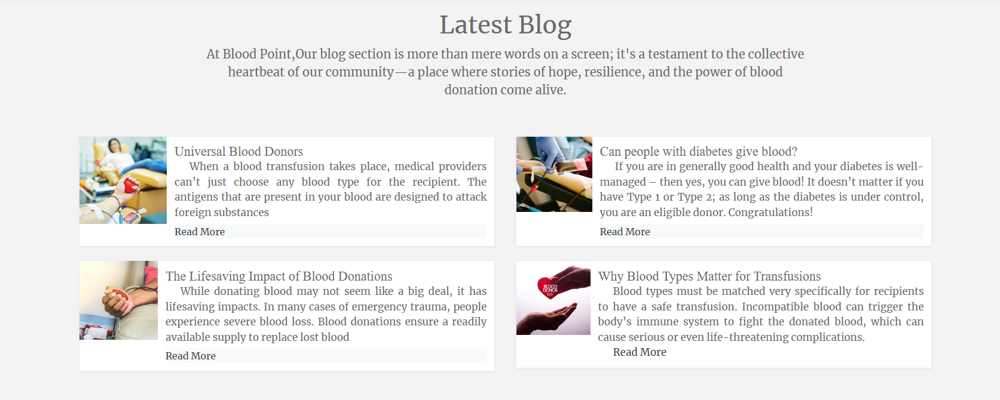 Latest Blog
At Blood Point,Our blog section is more than mere words on a screen; it's a testament to the collective
heartbeat of our community—a place where stories of hope, resilience, and the power of blood
donation come alive.
Universal Blood Donors
When a blood transfusion takes place, medical providers
can’t just choose any blood type for the recipient. The
antigens that are present in your blood are designed to attack
foreign substances
Read More
Can people with diabetes give blood?
If you are in generally good health and your diabetes is well-
managed – then yes, you can give blood! It doesn’t matter if you
have Type 1 or Type 2; as long as the diabetes is under control,
you are an eligible donor. Congratulations!
Read More
The Lifesaving Impact of Blood Donations
While donating blood may not seem like a big deal, it has
lifesaving impacts. In many cases of emergency trauma, people
experience severe blood loss. Blood donations ensure a readily
available supply to replace lost blood
Read More
BLOOD
DONOR
DAY
Why Blood Types Matter for Transfusions
Blood types must be matched very specifically for recipients
to have a safe transfusion. Incompatible blood can trigger the
body’s immune system to fight the donated blood, which can
cause serious or even life-threatening complications.
Read More